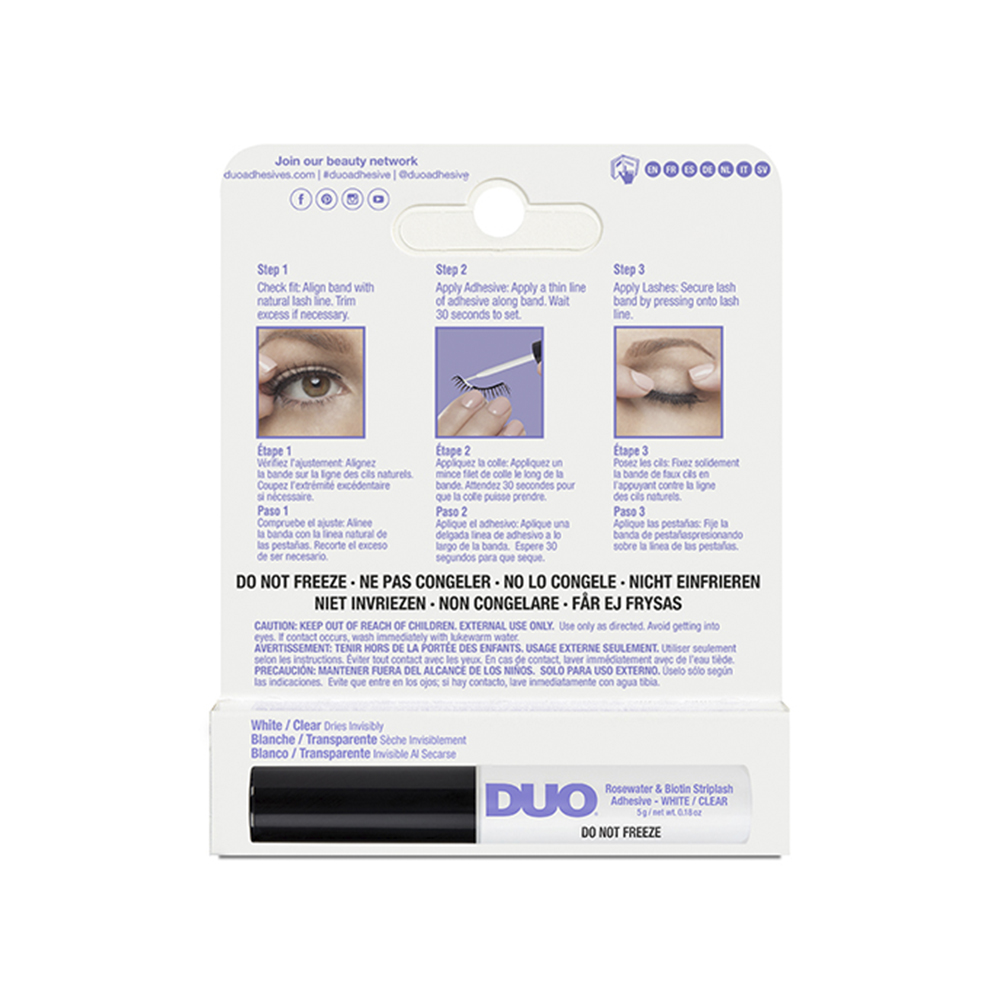 Join our beauty network
duoadhesives.com | #duoadhesive | @duoadhesive
EN FR ES DE NL IT SV
Step 1
Check fit: Align band with
natural lash line. Trim
excess if necessary.
Step 2
Apply Adhesive: Apply a thin line
of adhesive along band. Wait
30 seconds to set.
Step 3
Apply Lashes: Secure lash
band by pressing onto lash
line.
Étape 1
Vérifiez l'ajustement: Alignez
la bande sur la ligne des cils naturels.
Coupez l'extrémité excédentaire
si nécessaire.
Paso 1
Compruebe el ajuste: Alinee
la banda con la linea natural de
las pestañas. Recorte el exceso
de ser necesario.
Étape 2
Appliquez la colle: Appliquez un
mince filet de colle le long de la
bande. Attendez 30 secondes pour
que la colle puisse prendre.
Paso 2
Aplique el adhesivo: Aplique una
delgada linea de adhesivo a lo
largo de la banda. Espere 30
segundos para que seque.
Étape 3
Posez les cils: Fixez solidement
la bande de faux cils en
l'appuyant contre la ligne
des cils naturels.
Paso 3
Aplique las pestañas: Fije la
banda de pestañaspresionando
sobre la linea de las pestañas.
DO NOT FREEZE · NE PAS CONGELER · NO LO CONGELE · NICHT EINFRIEREN
NIET INVRIEZEN · NON CONGELARE · FÅR EJ FRYSAS
CAUTION: KEEP OUT OF REACH OF CHILDREN. EXTERNAL USE ONLY. Use only as directed. Avoid getting into
eyes. If contact occurs, wash immediately with lukewarm water.
AVERTISSEMENT: TENIR HORS DE LA PORTÉE DES ENFANTS. USAGE EXTERNE SEULEMENT. Utiliser seulement
selon les instructions. Éviter tout contact avec les yeux. En cas de contact, laver immédiatement avec de l'eau tiède.
PRECAUCIÓN: MANTENER FUERA DEL ALCANCE DE LOS NIÑOS. SOLO PARA USO EXTERNO. Úselo sólo según
las indicaciones. Evite que entre en los ojos; si hay contacto, lave inmediatamente con agua tibia.
White / Clear Dries Invisibly
Blanche / Transparente Sèche Invisiblement
Blanco / Transparente Invisible Al Secarse
DUO
Rosewater & Biotin Striplash
Adhesive - WHITE / CLEAR
5 g / net wt. 0.18 oz
DO NOT FREEZE